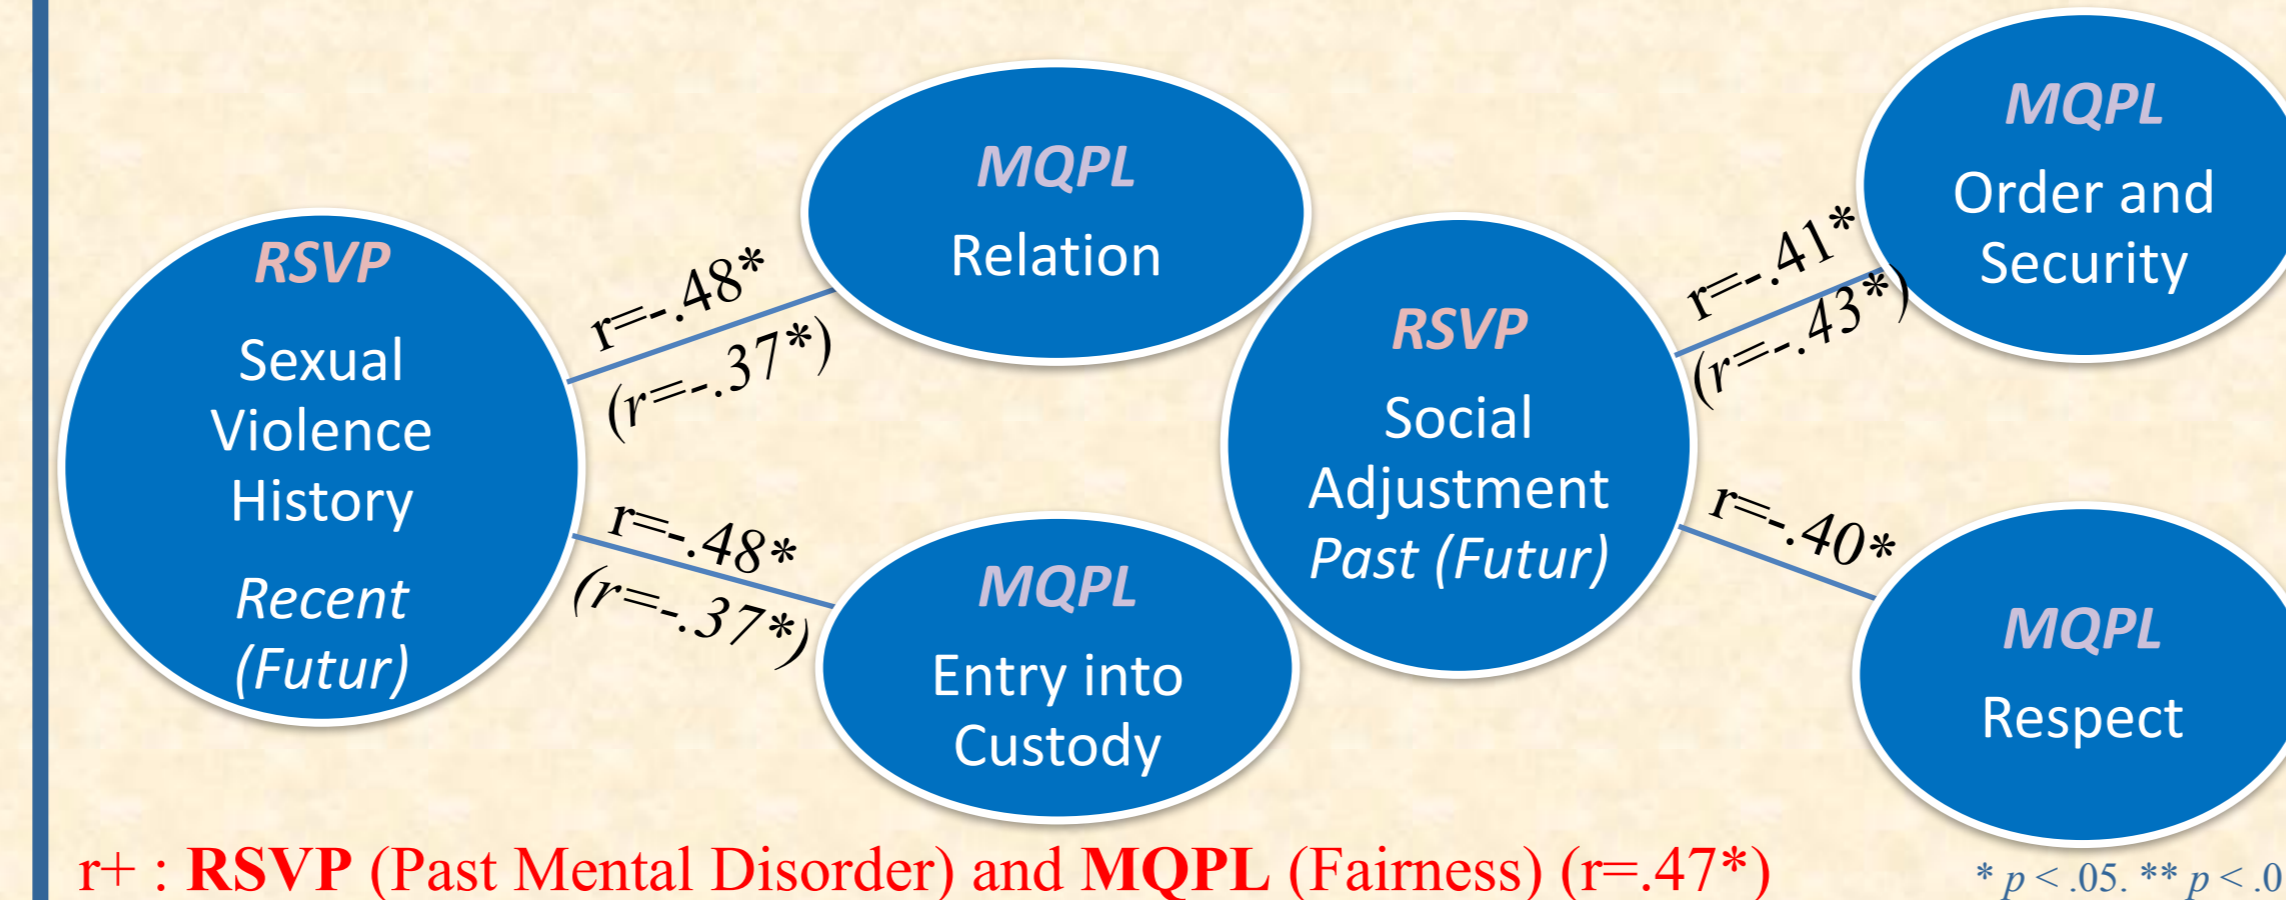 RSVP
Sexual
Violence
History
Recent
(Futur)
r=-.48*
(r=-.37*)
MQPL
Relation
r=-.48*
(r=-.37*)
MQPL
Entry into
Custody
RSVP
Social
Adjustment
Past (Futur)
r=-.41*
(r=-.43*)
MQPL
Order and
Security
r=-.40*
MQPL
Respect
r+ : RSVP (Past Mental Disorder) and MQPL (Fairness) (r=.47*)
* p < .05. ** p < .0